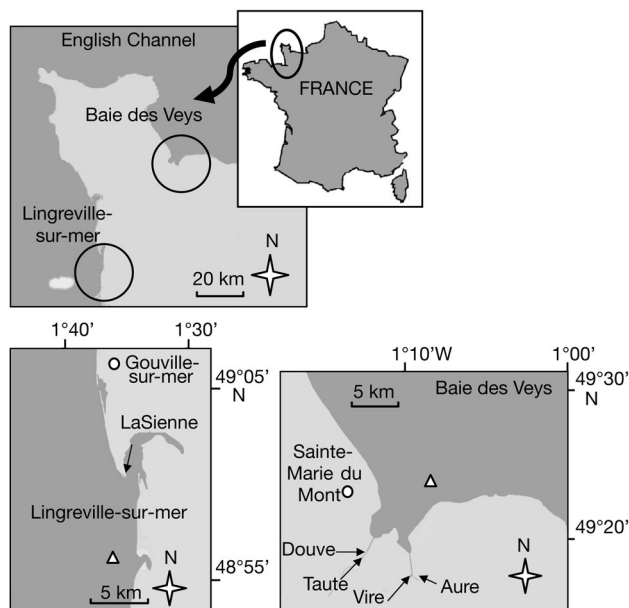 English Channel
FRANCE
Baie des Veys
Lingreville-
sur-mer
N
20 km
1°40’
1°30’
Gouville-
sur-mer
49°05’
N
LaSienne
Lingreville-sur-mer
N
48°55’
5 km
1°10’W
1°00’
5 km
Baie des Veys
49°30’
N
Sainte-
Marie du
Mont
49°20’
Douve
Taute
Vire
Aure
N